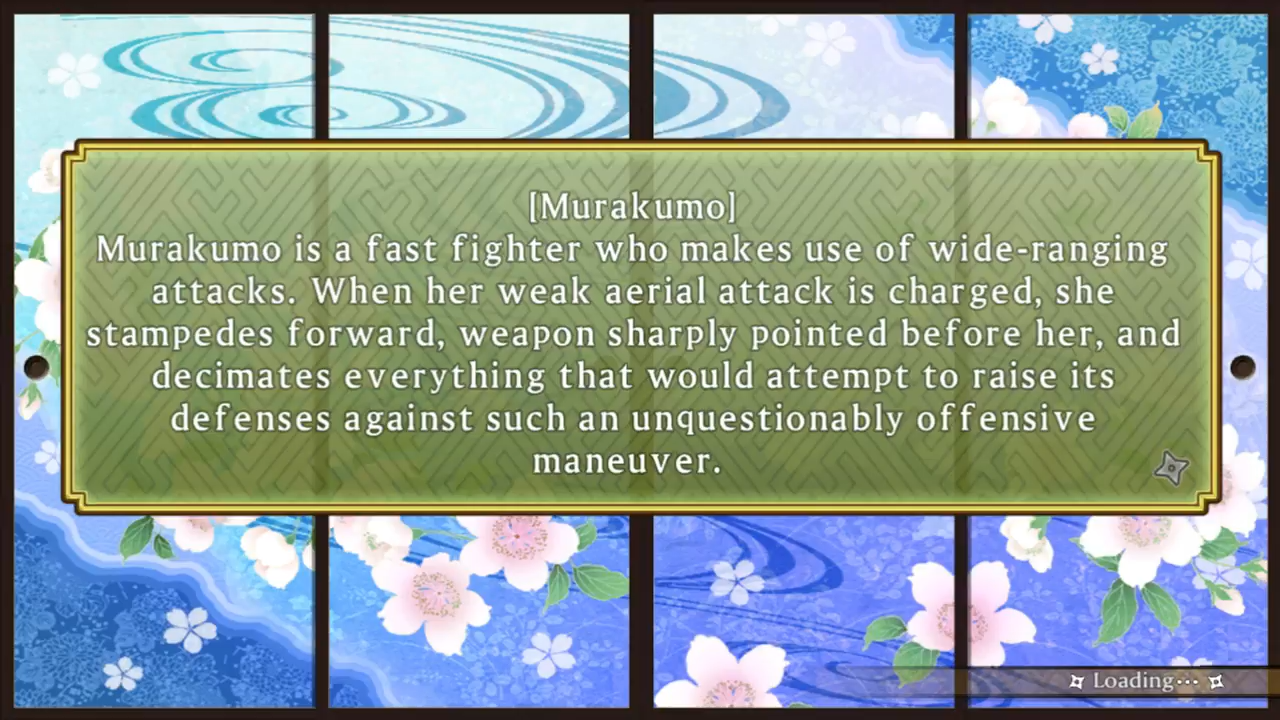 [Murakumo]
Murakumo is a fast fighter who makes use of wide-ranging
attacks. When her weak aerial attack is charged, she
stampedes forward, weapon sharply pointed before her, and
decimates everything that would attempt to raise its
defenses against such an unquestionably offensive
maneuver.
Loading···